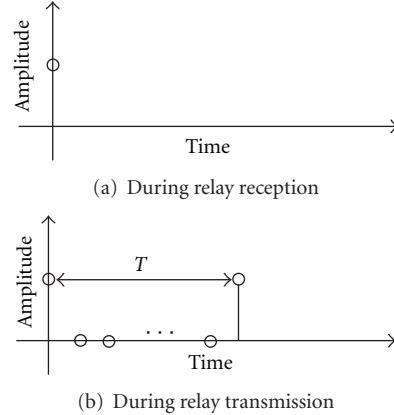 Amplitude
Time
(a) During relay reception
Amplitude
T
. . .
Time
(b) During relay transmission